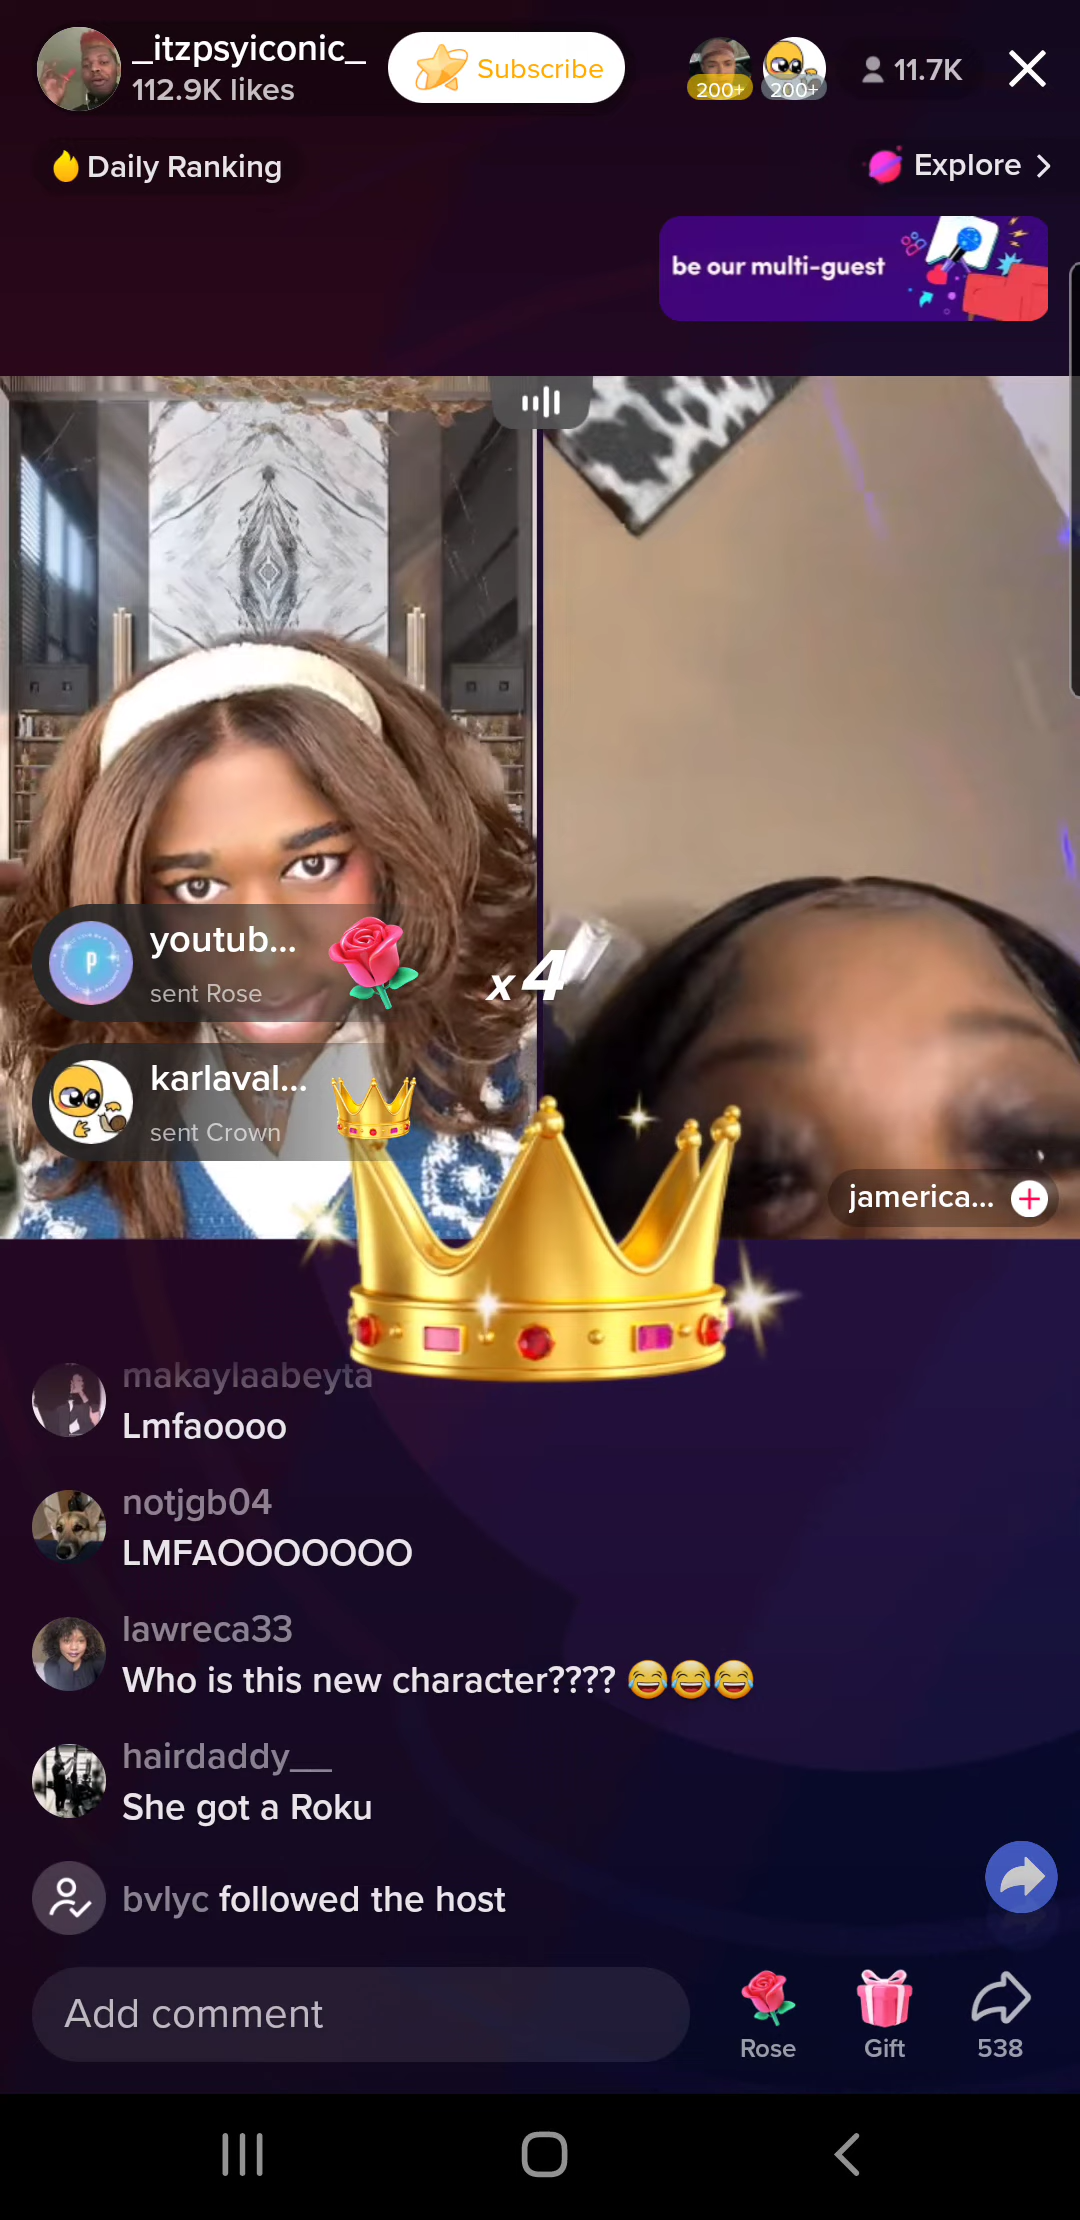 _itzpsyiconic_
112.9K likes
Subscribe
200+
200+
11.7K
Daily Ranking
Explore
be our multi-guest
youtub...
sent Rose
x4
karlaval...
sent Crown
jamerica...
makaylaabeyta
Lmfaoooo
notjgb04
LMFAOOOOOOO
lawreca33
Who is this new character???? 😂😂😂
hairdaddy__
She got a Roku
bvlyc followed the host
Add comment
Rose
Gift
538